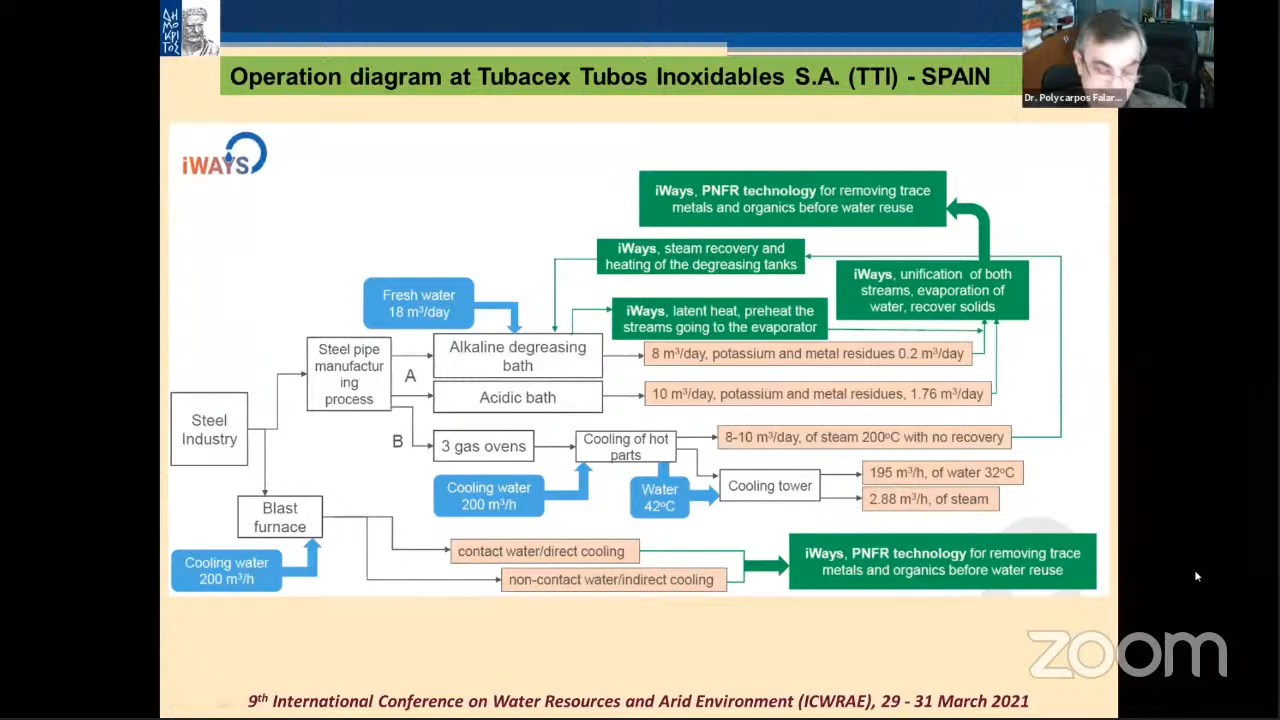 ΔΗ
ΜΟ
ΚΡΙ
ΤΟΣ
Operation diagram at Tubacex Tubos Inoxidables S.A. (TTI) - SPAIN
Dr. Polycarpos Falar...
iWAYS
iWays, PNFR technology for removing trace
metals and organics before water reuse
iWays, steam recovery and
heating of the degreasing tanks
iWays, unification of both
streams, evaporation of
water, recover solids
Fresh water
18 m³/day
iWays, latent heat, preheat the
streams going to the evaporator
Steel pipe
manufactur
ing
process
A
Alkaline degreasing
bath
8 m³/day, potassium and metal residues 0.2 m³/day
Acidic bath
10 m³/day, potassium and metal residues, 1.76 m³/day
Steel
Industry
B
3 gas ovens
Cooling of hot
parts
8-10 m³/day, of steam 200ºC with no recovery
Cooling water
200 m³/h
Water
42ºC
Cooling tower
195 m³/h, of water 32ºC
2.88 m³/h, of steam
Blast
furnace
Cooling water
200 m³/h
contact water/direct cooling
non-contact water/indirect cooling
iWays, PNFR technology for removing trace
metals and organics before water reuse
zoom
9th International Conference on Water Resources and Arid Environment (ICWRAE), 29 - 31 March 2021